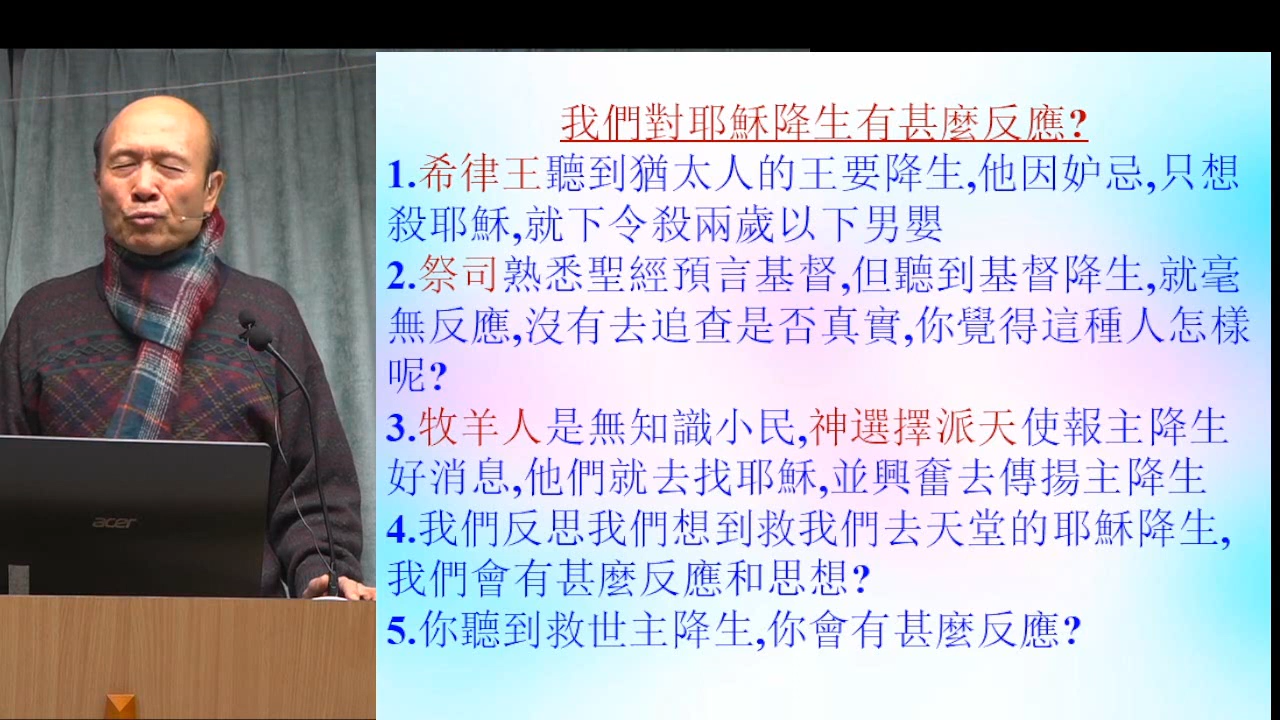 我們對耶穌降生有甚麼反應?
1.希律王聽到猶太人的王要降生,他因妒忌,只想
殺耶穌,就下令殺兩歲以下男嬰
2.祭司熟悉聖經預言基督,但聽到基督降生,就毫
無反應,沒有去追查是否真實,你覺得這種人怎樣
呢?
3.牧羊人是無知識小民,神選擇派天使報主降生
好消息,他們就去找耶穌,並興奮去傳揚主降生
4.我們反思我們想到救我們去天堂的耶穌降生,
我們會有甚麼反應和思想?
5.你聽到救世主降生,你會有甚麼反應?
acer